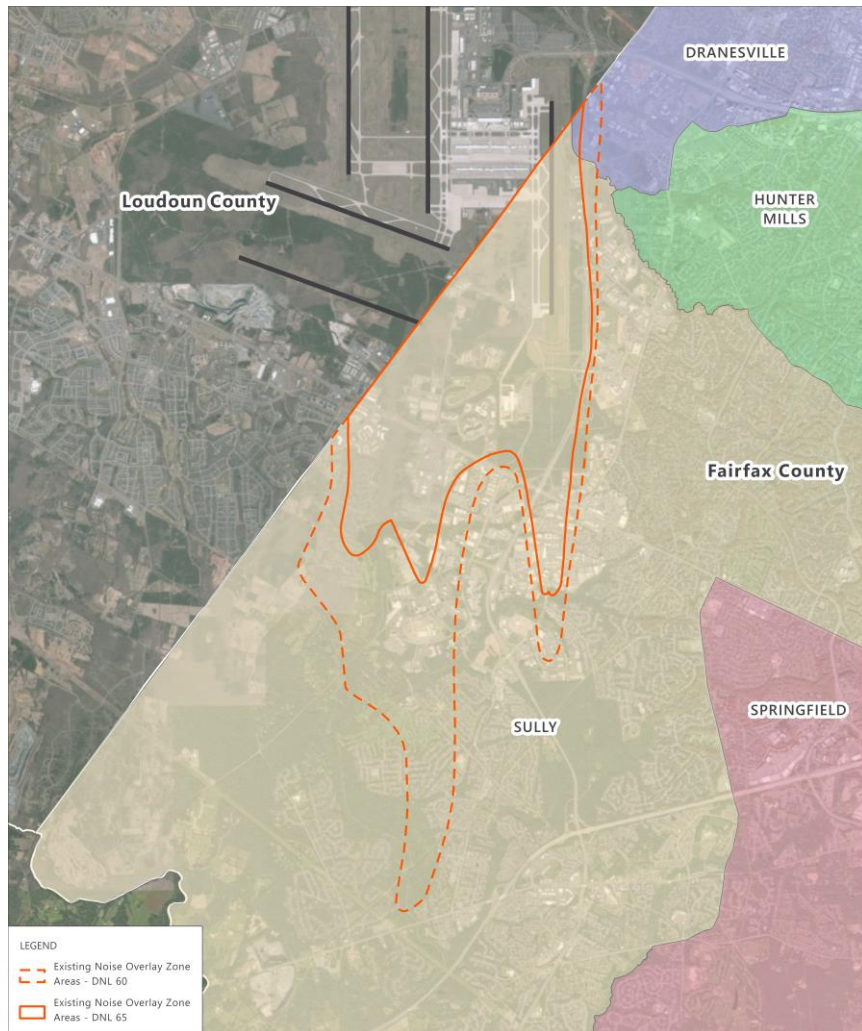 DRANESVILLE
HUNTER
MILLS
Loudoun County
Fairfax County
SULLY
SPRINGFIELD
LEGEND
Existing Noise Overlay Zone
Areas - DNL 60
Existing Noise Overlay Zone
Areas - DNL 65